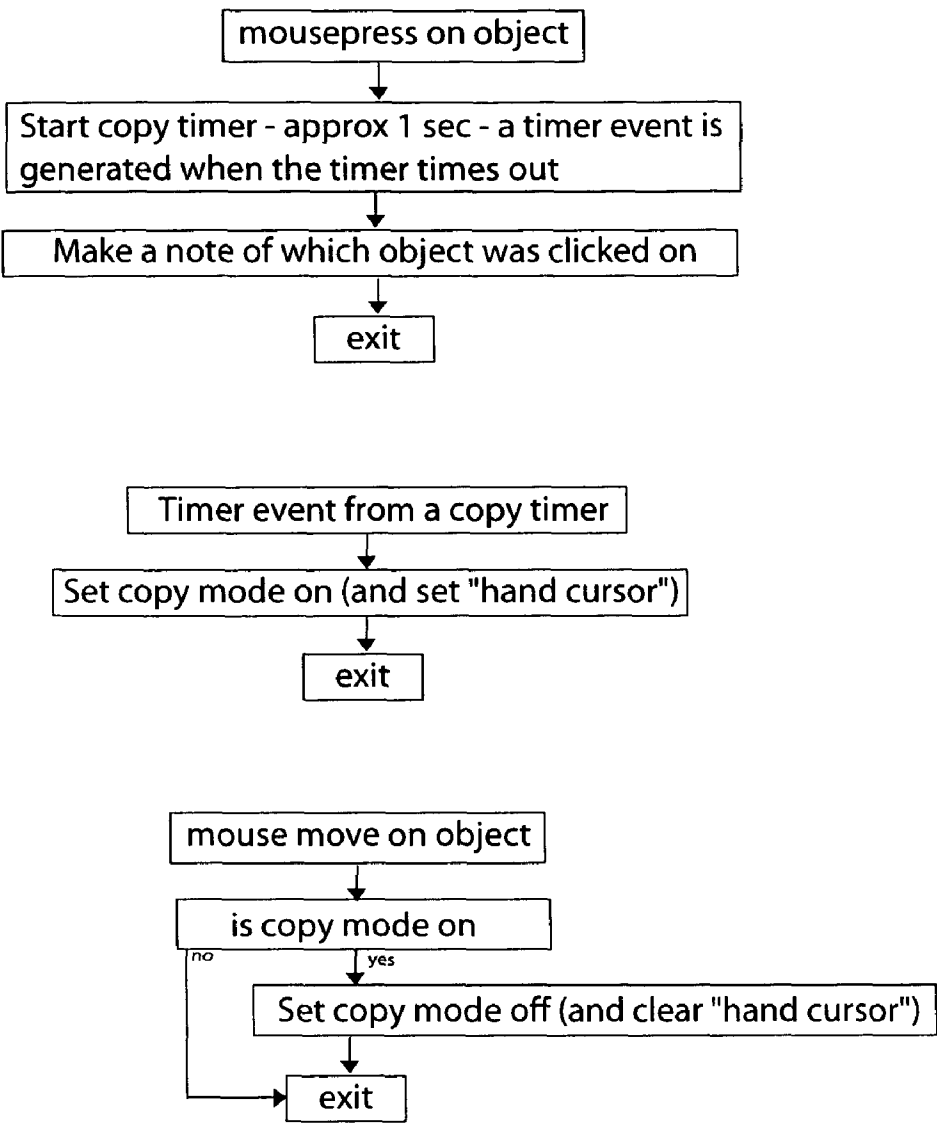 mousepress on object
Start copy timer - approx 1 sec - a timer event is
generated when the timer times out
Make a note of which object was clicked on
exit
Timer event from a copy timer
Set copy mode on (and set "hand cursor")
exit
mouse move on object
is copy mode on
no
yes
Set copy mode off (and clear "hand cursor")
exit